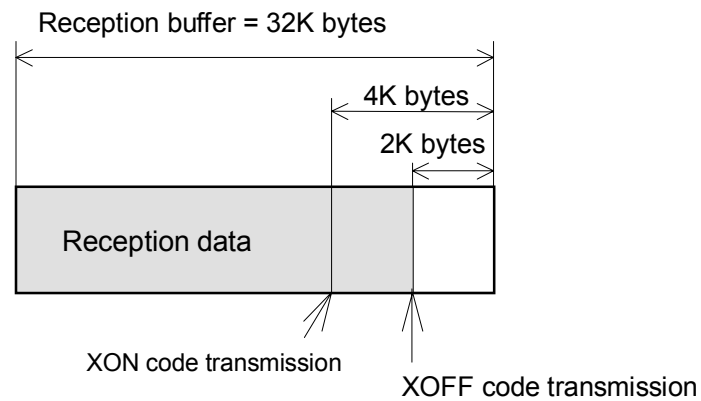 Reception buffer = 32K bytes
4K bytes
2K bytes
Reception data
XON code transmission
XOFF code transmission